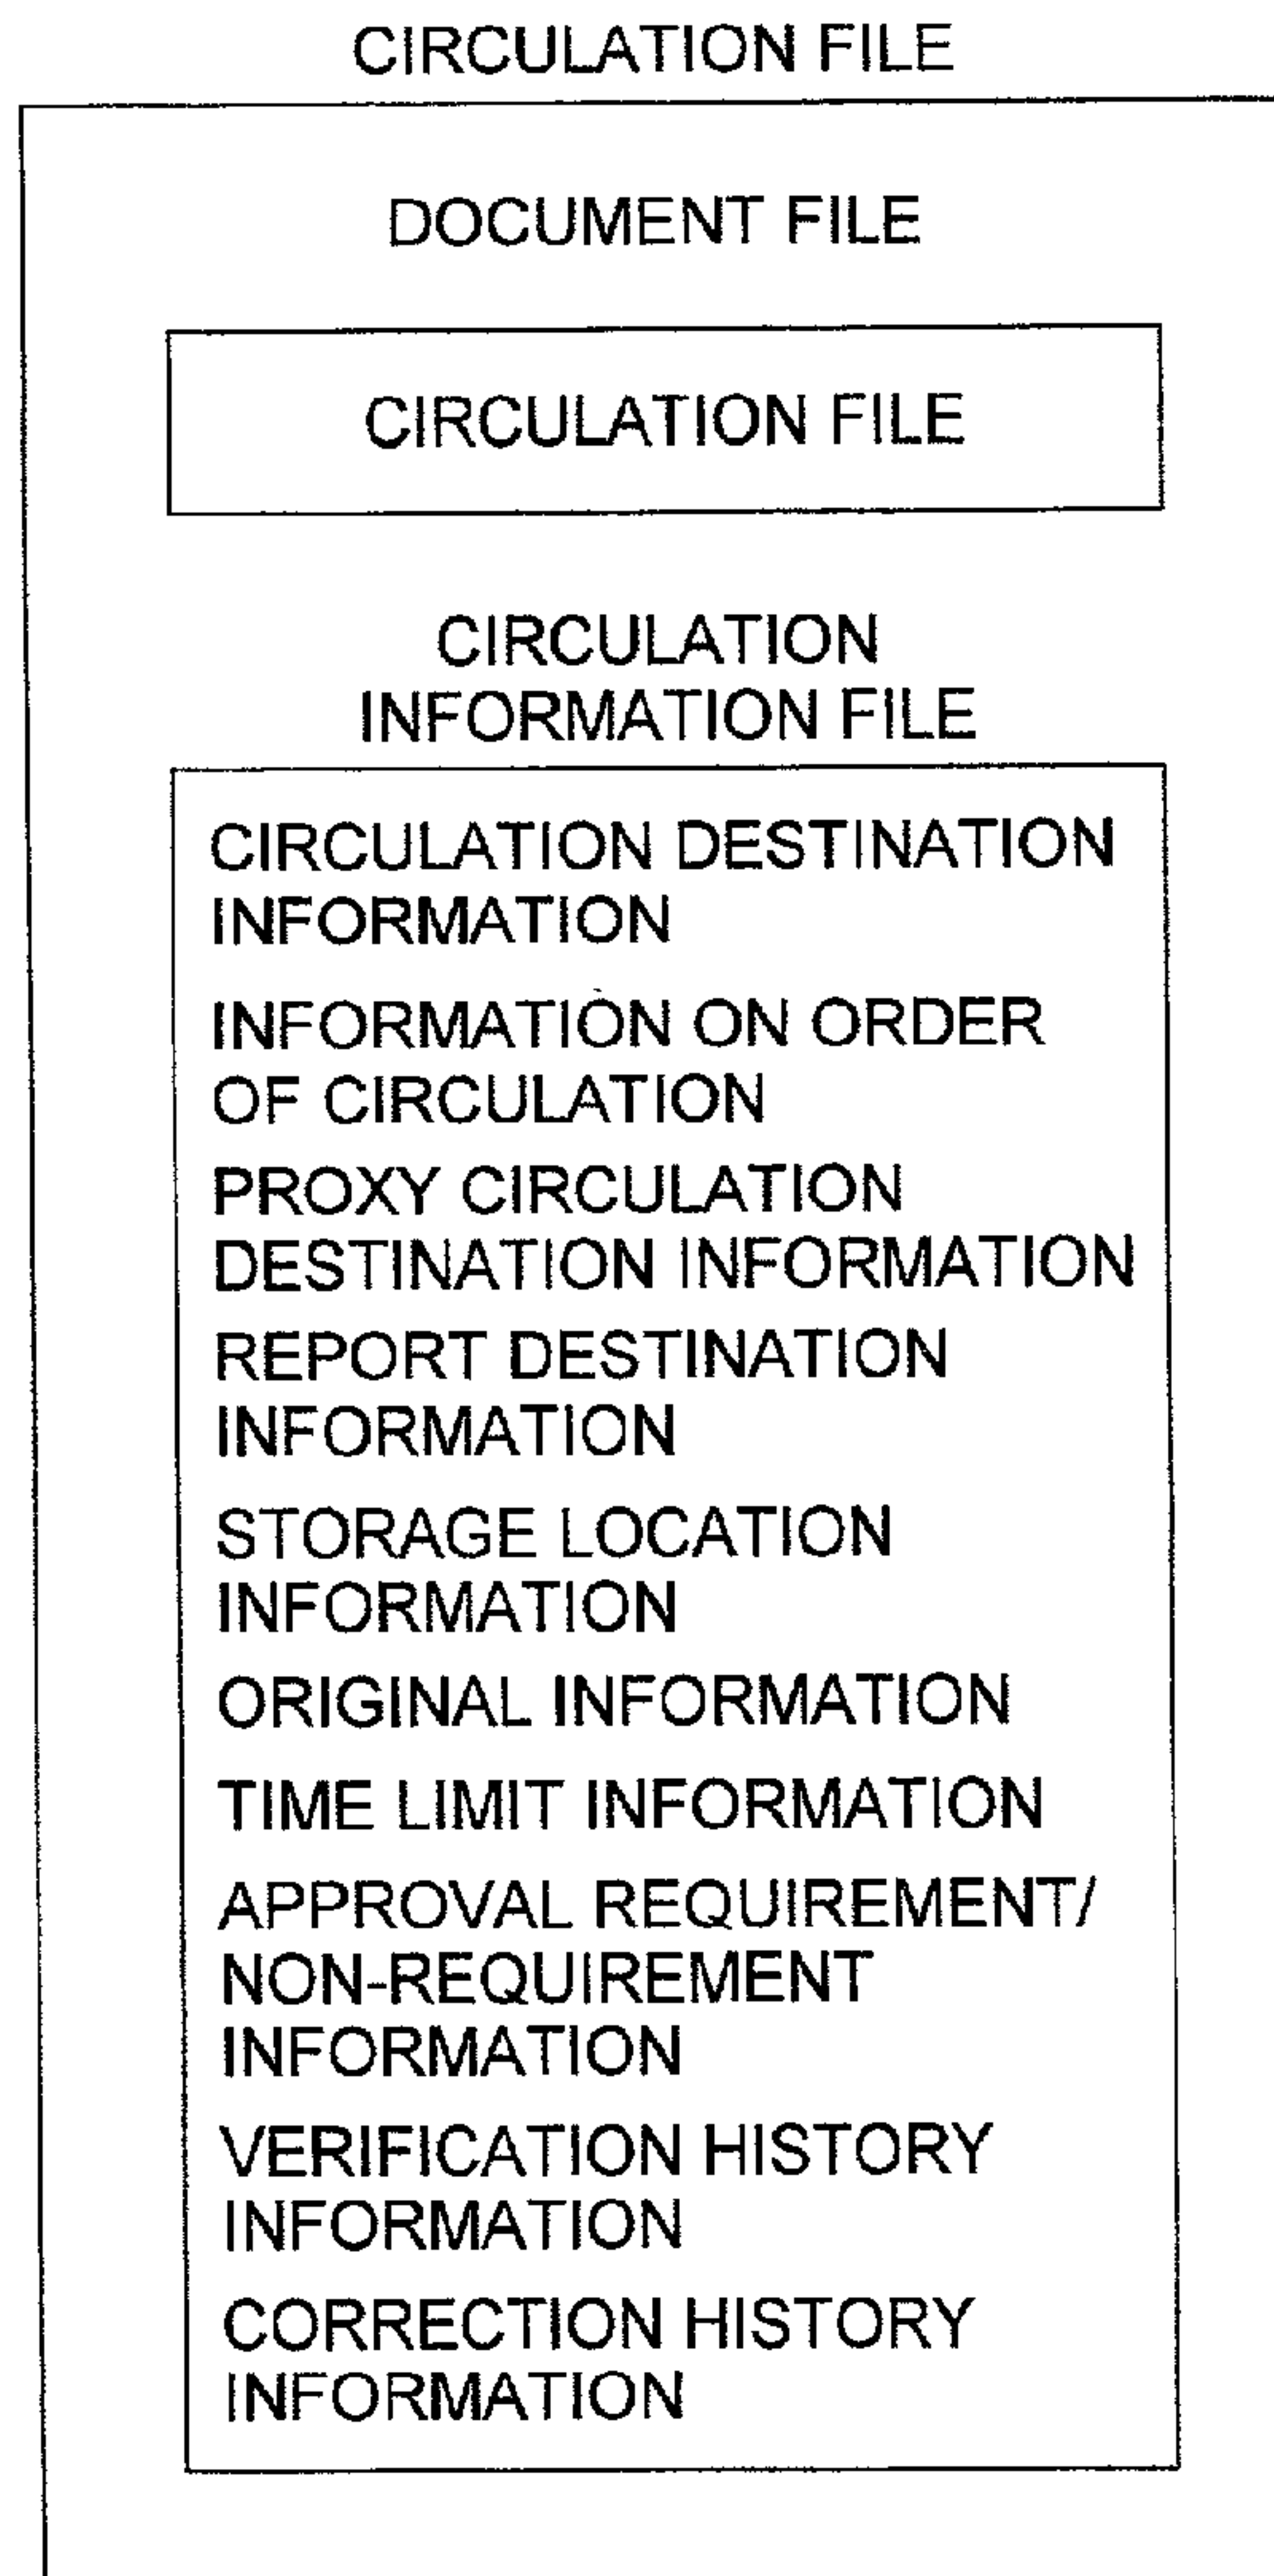 CIRCULATION FILE
DOCUMENT FILE
CIRCULATION FILE
CIRCULATION
INFORMATION FILE
CIRCULATION DESTINATION
INFORMATION
INFORMATION ON ORDER
OF CIRCULATION
PROXY CIRCULATION
DESTINATION INFORMATION
REPORT DESTINATION
INFORMATION
STORAGE LOCATION
INFORMATION
ORIGINAL INFORMATION
TIME LIMIT INFORMATION
APPROVAL REQUIREMENT/
NON-REQUIREMENT
INFORMATION
VERIFICATION HISTORY
INFORMATION
CORRECTION HISTORY
INFORMATION